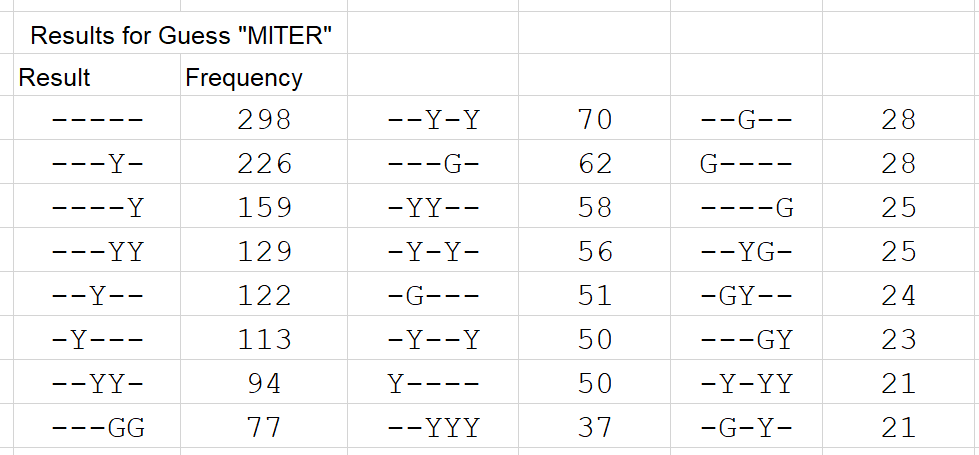 Results for Guess "MITER"
Result Frequency
----- 298 --Y-Y 70 --G-- 28
---Y- 226 ---G- 62 G---- 28
----Y 159 -YY-- 58 ----G 25
---YY 129 -Y-Y- 56 --YG- 25
--Y-- 122 -G--- 51 -GY-- 24
-Y--- 113 -Y--Y 50 ---GY 23
--YY- 94 Y---- 50 -Y-YY 21
---GG 77 --YYY 37 -G-Y- 21